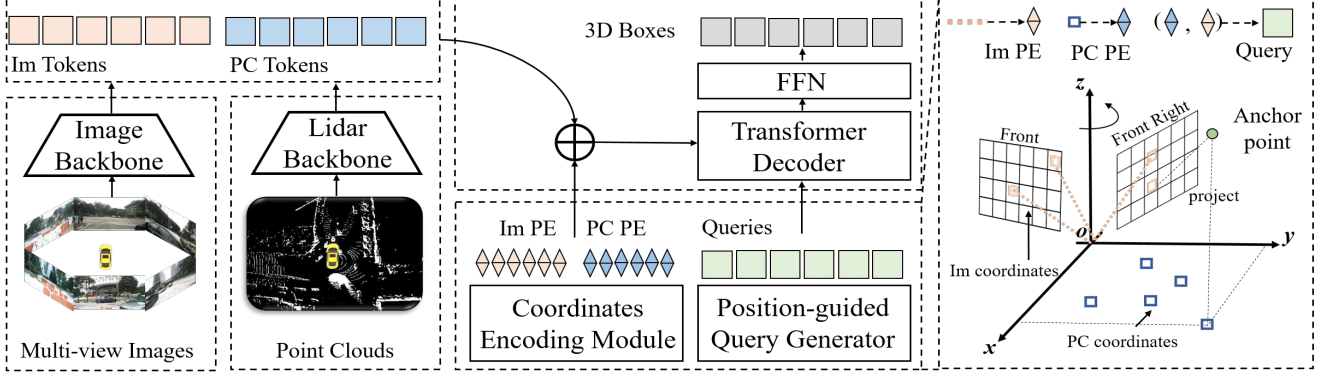 Im Tokens
PC Tokens
Image
Backbone
Lidar
Backbone
Multi-view Images
Point Clouds
3D Boxes
FFN
Transformer
Decoder
Im PE
PC PE
Queries
Coordinates
Encoding Module
Position-guided
Query Generator
Im PE
PC PE
( , )
Query
z
Front
Front Right
Anchor
point
project
o
y
Im coordinates
x
PC coordinates